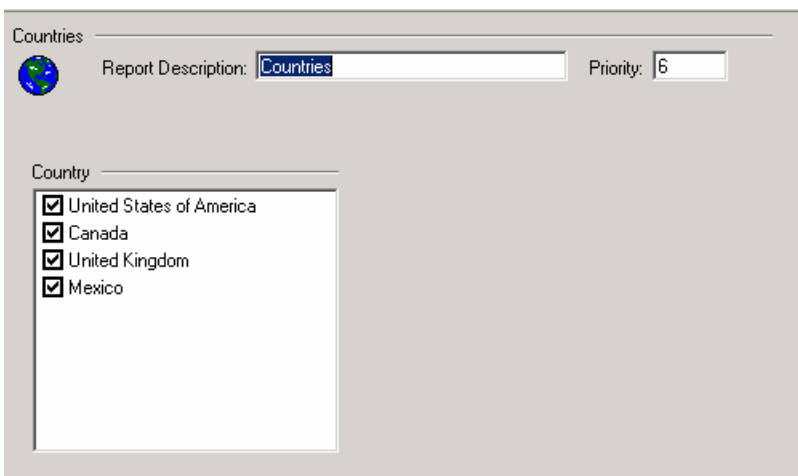 Countries
Report Description: Countries Priority: 6
Country
United States of America
Canada
United Kingdom
Mexico